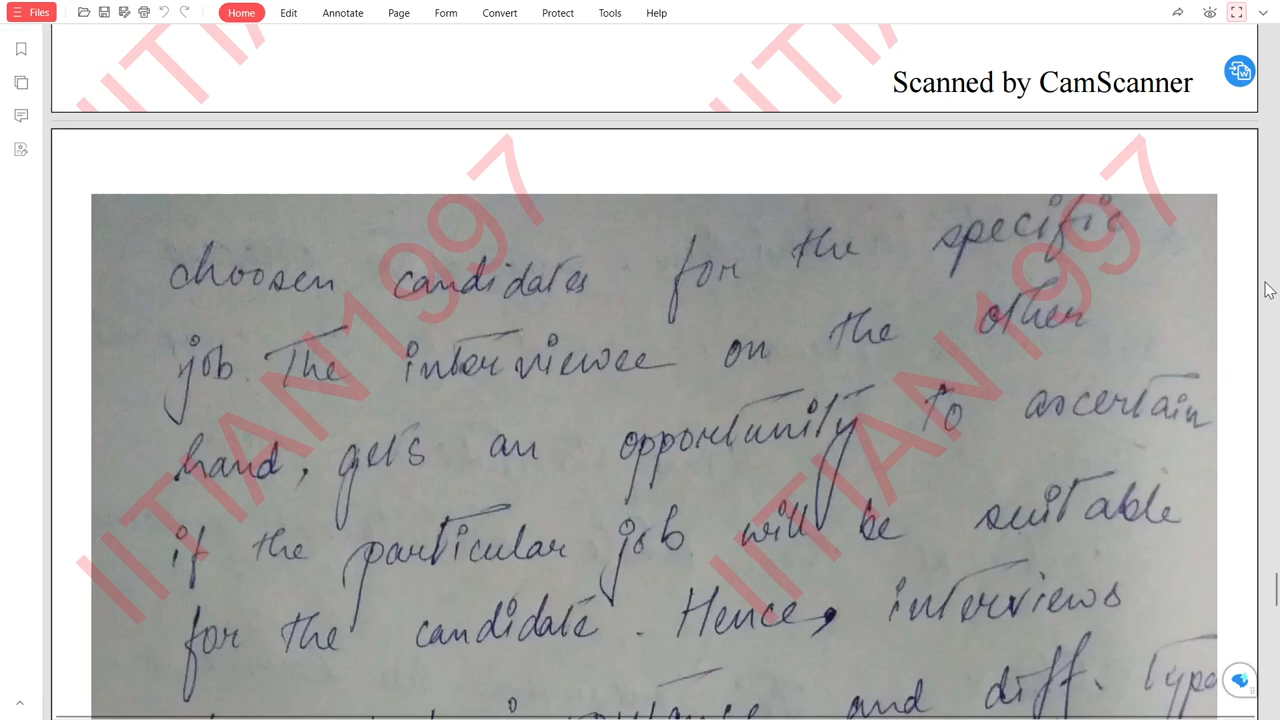 Files
Home Edit Annotate Page Form Convert Protect Tools Help
Scanned by CamScanner
IITIAN1997
IITIAN1997
choosen candidates for the specific
job. The interviewee on the other
hand, gets an opportunity to ascertain
if the particular job will be suitable
for the candidate. Hence, interviews
and diff. Type